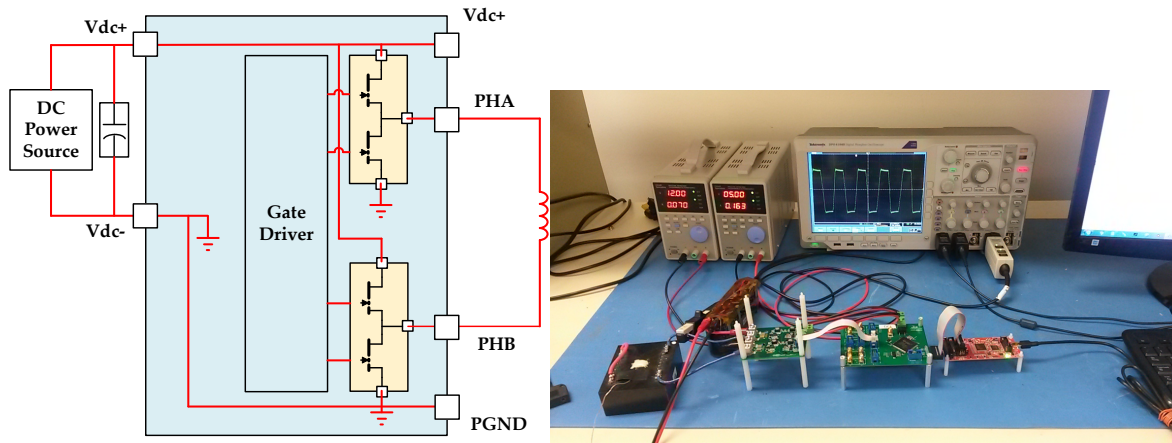 Vdc+
Vdc+
DC
Power
Source
PHA
Gate
Driver
Vdc-
PHB
PGND
12.00
0.070
05.00
0.163
Tektronix